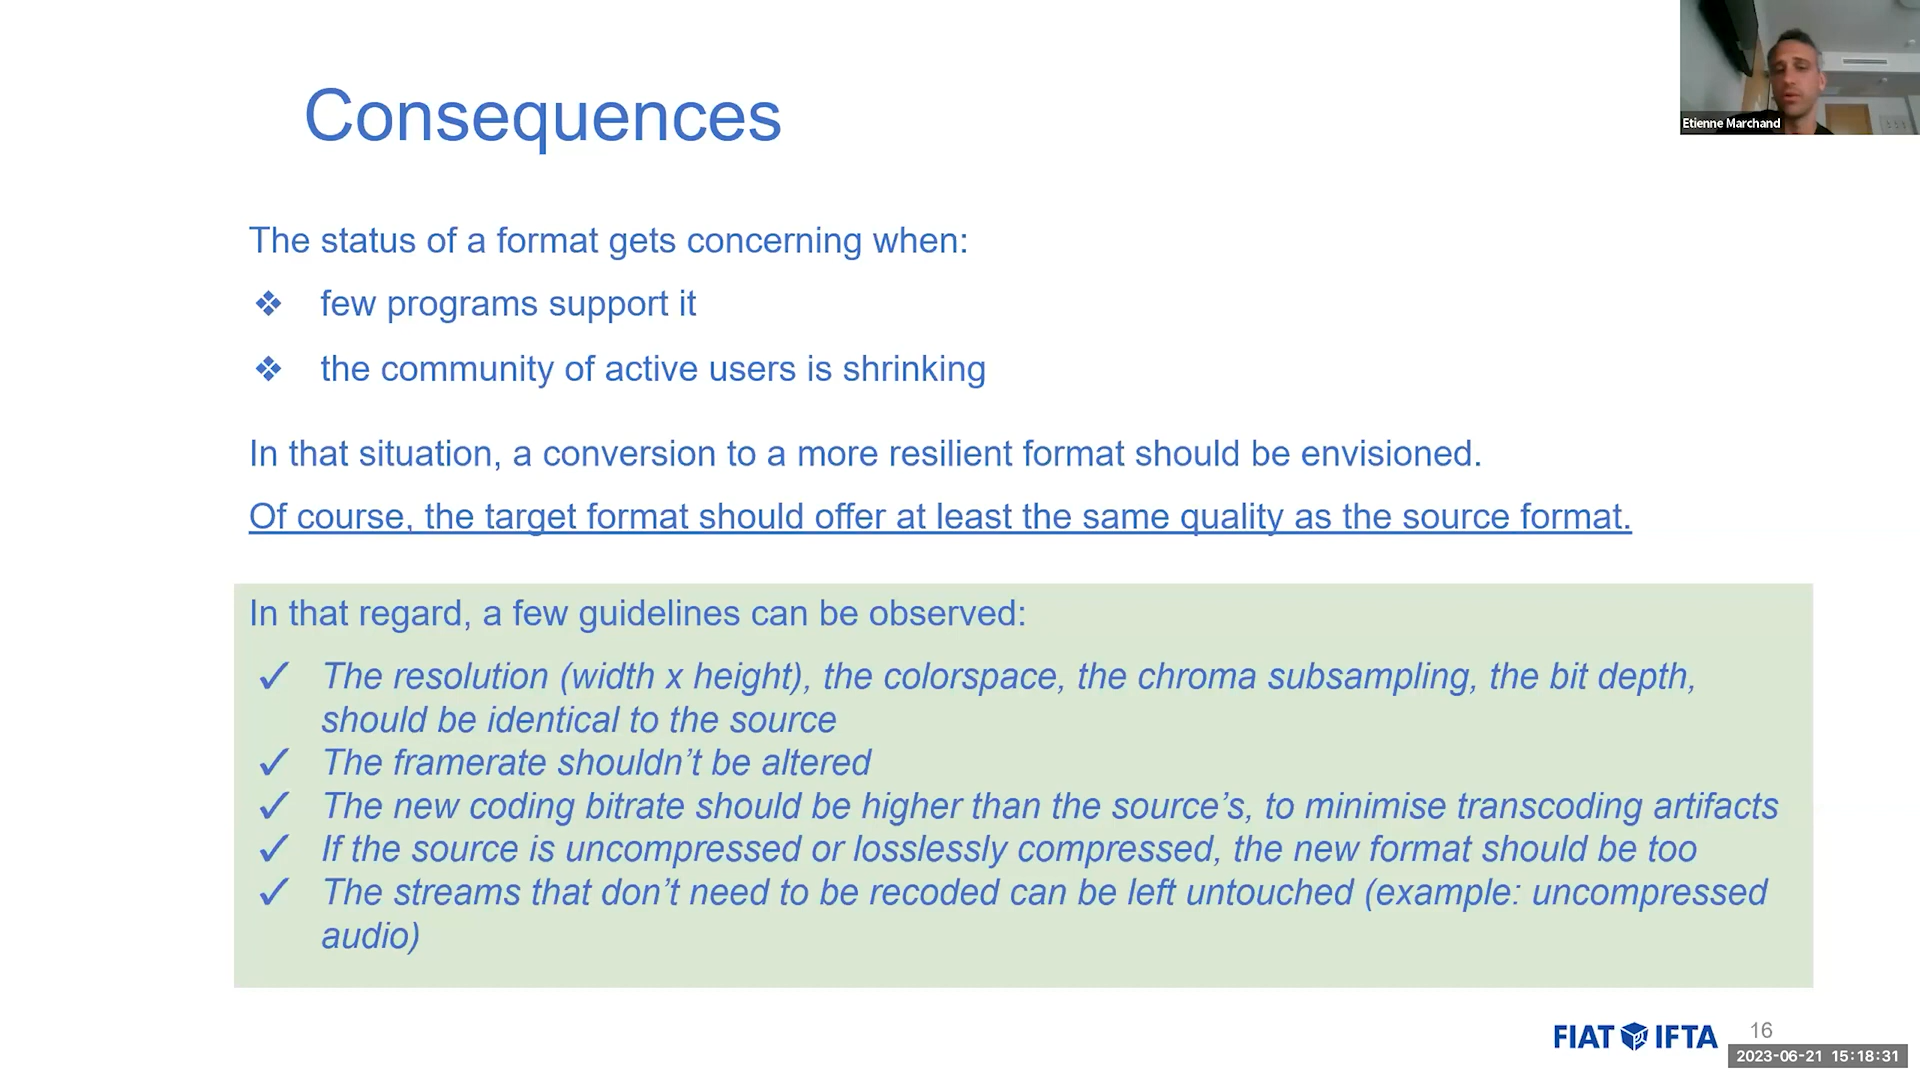 Consequences
Etienne Marchand
The status of a format gets concerning when:
❖ few programs support it
❖ the community of active users is shrinking
In that situation, a conversion to a more resilient format should be envisioned.
Of course, the target format should offer at least the same quality as the source format.
In that regard, a few guidelines can be observed:
✓ The resolution (width x height), the colorspace, the chroma subsampling, the bit depth,
should be identical to the source
✓ The framerate shouldn’t be altered
✓ The new coding bitrate should be higher than the source’s, to minimise transcoding artifacts
✓ If the source is uncompressed or losslessly compressed, the new format should be too
✓ The streams that don’t need to be recoded can be left untouched (example: uncompressed
audio)
FIAT IFTA
16
2023-06-21 15:18:31